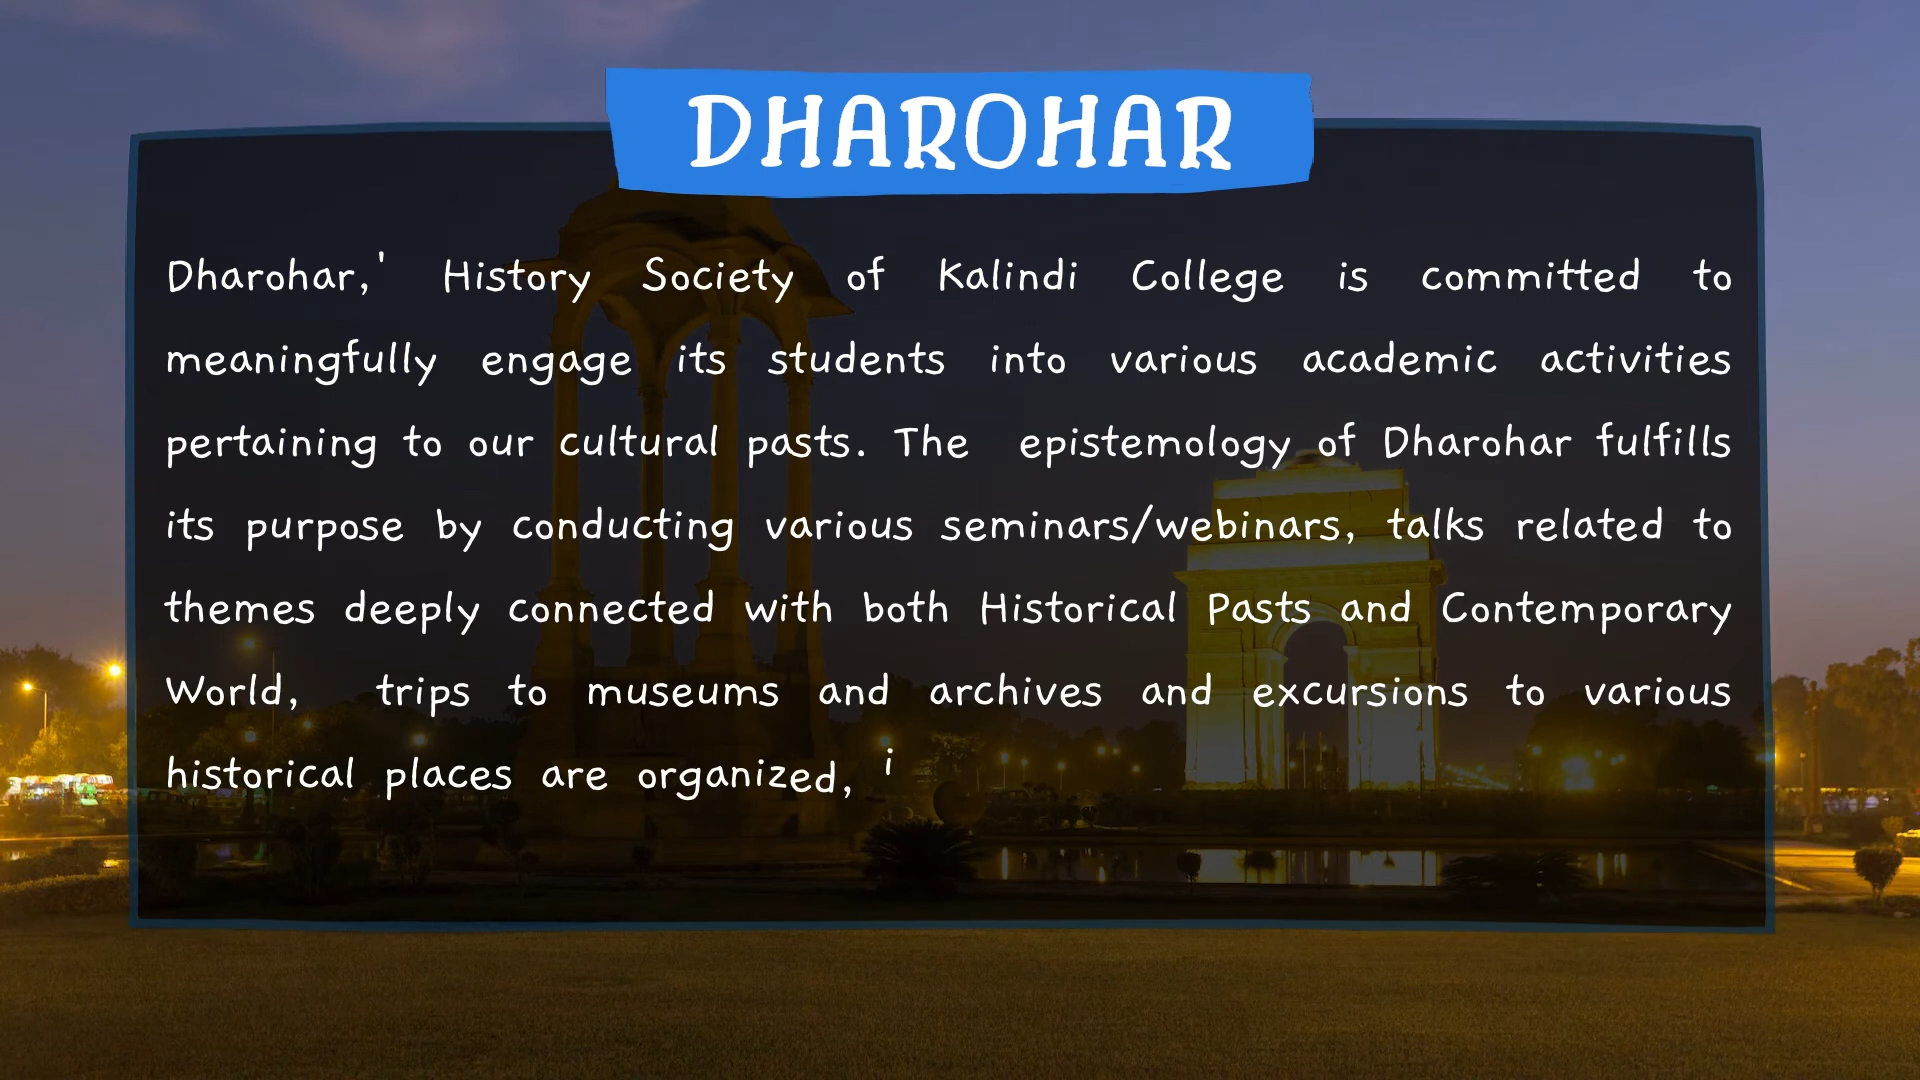 DHAROHAR
Dharohar,' History Society of Kalindi College is committed to
meaningfully engage its students into various academic activities
pertaining to our cultural pasts. The epistemology of Dharohar fulfills
its purpose by conducting various seminars/webinars, talks related to
themes deeply connected with both Historical Pasts and Contemporary
World, trips to museums and archives and excursions to various
historical places are organized, i